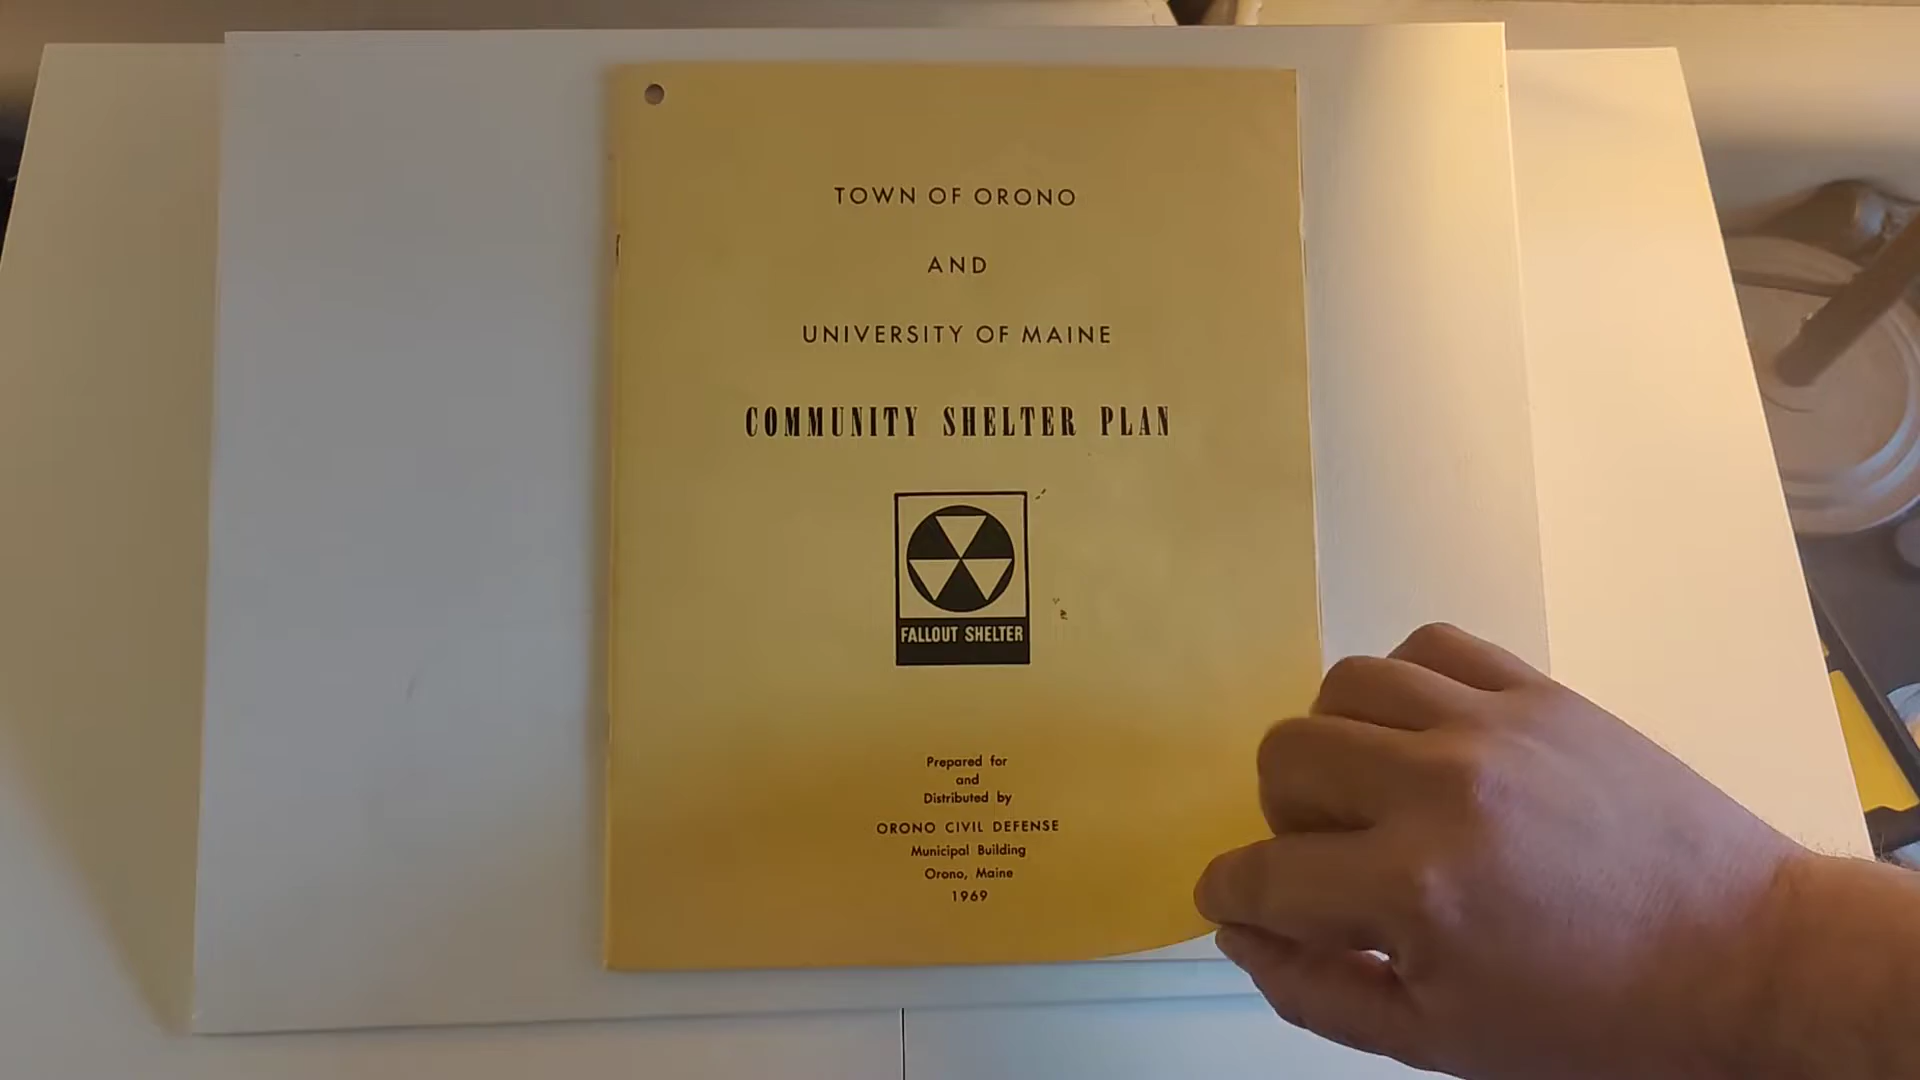 TOWN OF ORONO
AND
UNIVERSITY OF MAINE
COMMUNITY SHELTER PLAN
FALLOUT SHELTER
Prepared for
and
Distributed by
ORONO CIVIL DEFENSE
Municipal Building
Orono, Maine
1969